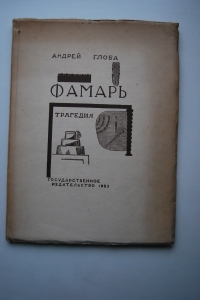 АНДРЕЙ ГЛОБА
ФАМАРЬ
ТРАГЕДИЯ
ГОСУДАРСТВЕННОЕ
ИЗДАТЕЛЬСТВО